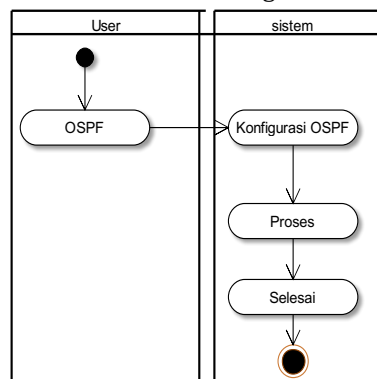 User
sistem
OSPF
Konfigurasi OSPF
Proses
Selesai